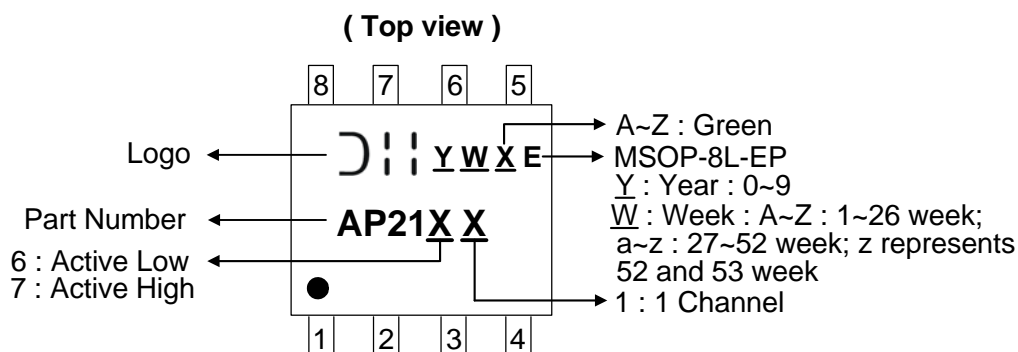 ( Top view )
8 7 6 5
Logo
Y W X E
A~Z : Green
MSOP-8L-EP
Y : Year : 0~9
W : Week : A~Z : 1~26 week;
a~z : 27~52 week; z represents
52 and 53 week
Part Number
AP21X X
6 : Active Low
7 : Active High
1 : 1 Channel
1 2 3 4